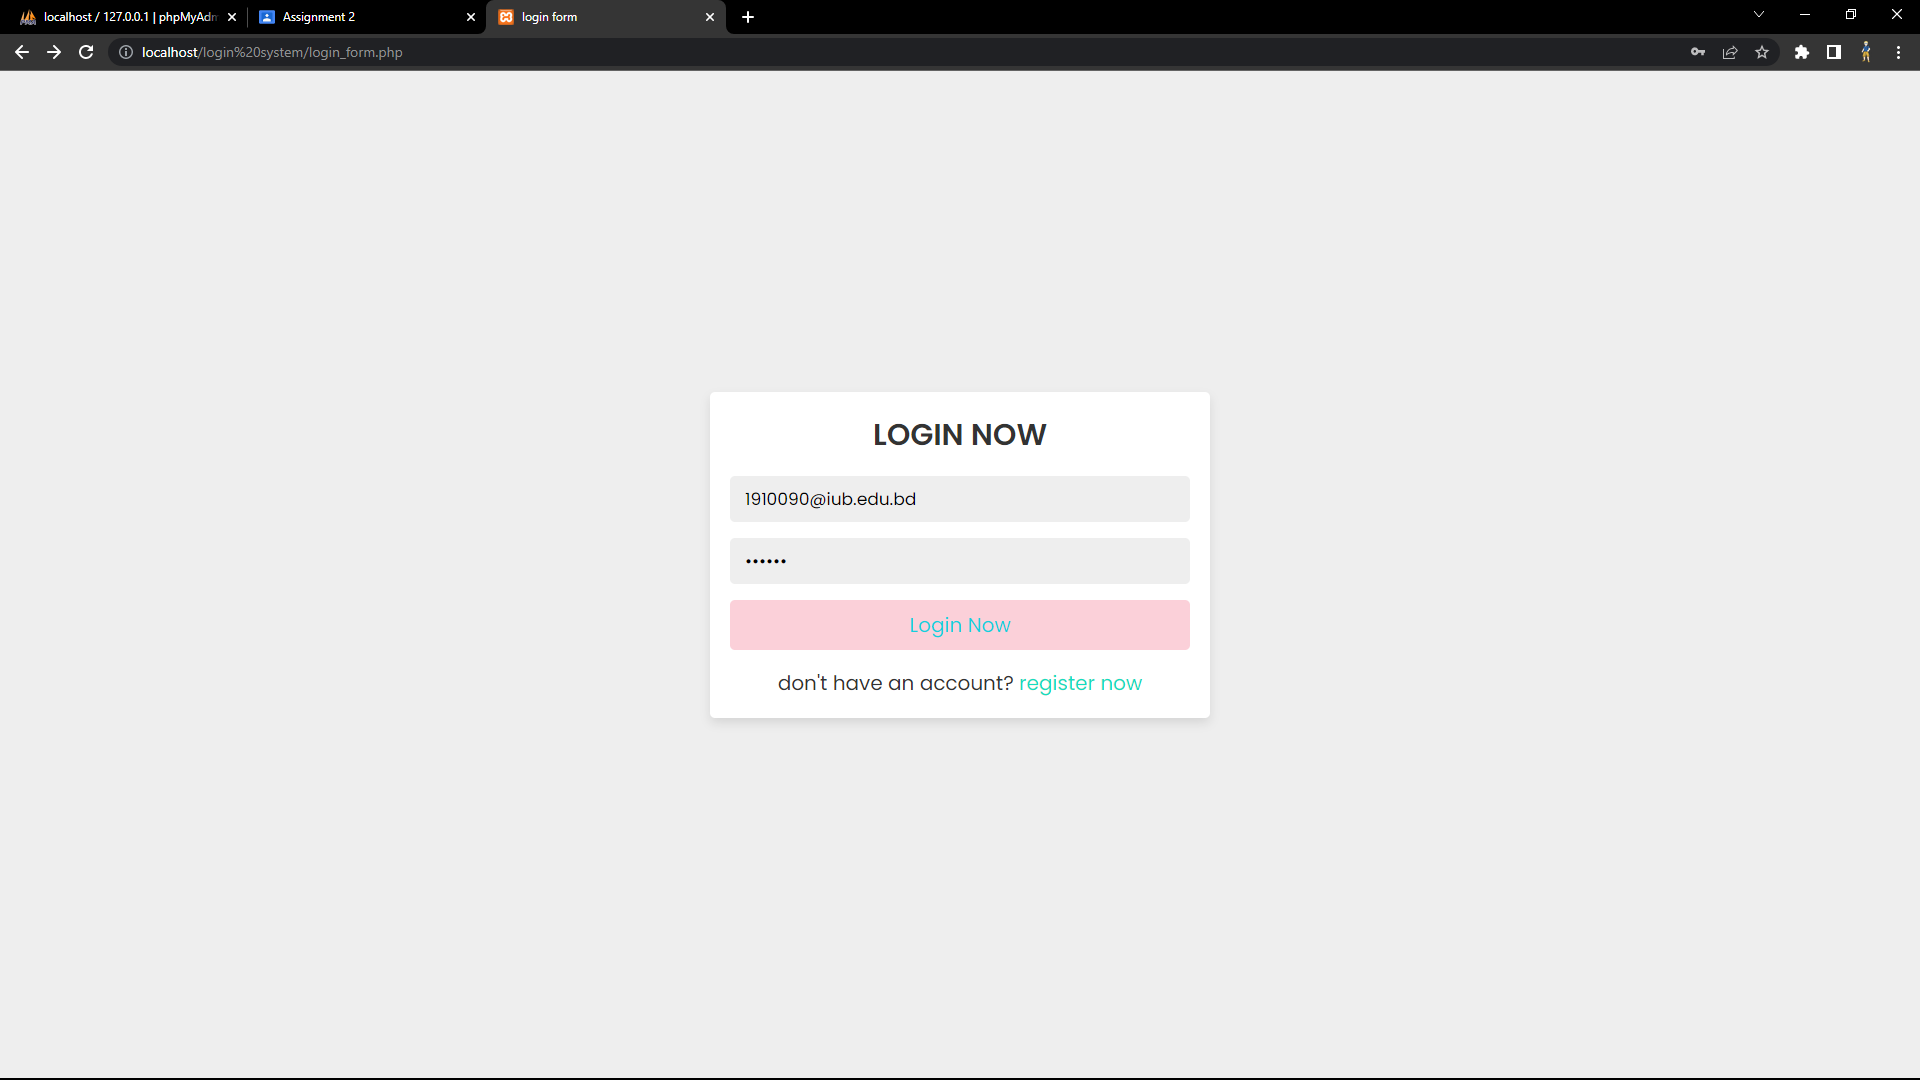 localhost / 127.0.0.1 | phpMyAdm
Assignment 2
login form
localhost/login%20system/login_form.php
LOGIN NOW
1910090@iub.edu.bd
••••••
Login Now
don't have an account? register now